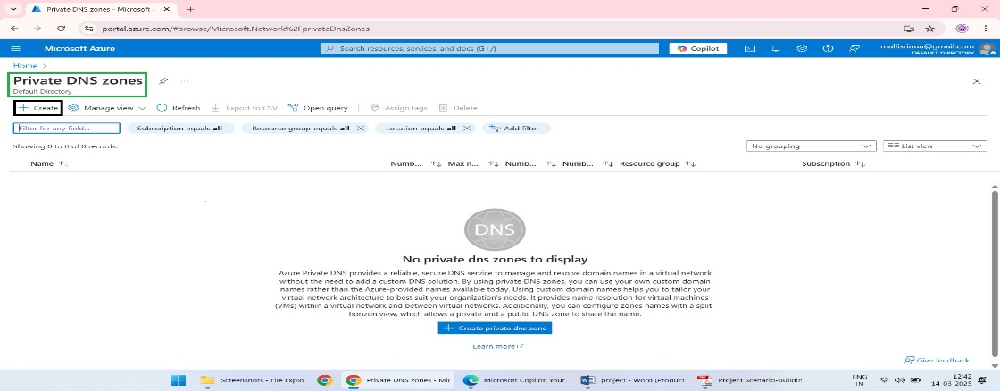 Private DNS zones - Microsoft A
portal.azure.com/#browse/Microsoft.Network%2FprivateDnsZones
Microsoft Azure
Search resources, services, and docs (G+/)
Copilot
mallisrinua@gmail.com
DEFAULT DIRECTORY
Home >
Private DNS zones
Default Directory
Create
Manage view
Refresh
Export to CSV
Open query
Assign tags
Delete
Filter for any field...
Subscription equals all
Resource group equals all
Location equals all
Add filter
Showing 0 to 0 of 0 records.
No grouping
List view
Name
Numb...
Max n...
Numb...
Numb...
Resource group
Subscription
DNS
No private dns zones to display
Azure Private DNS provides a reliable, secure DNS service to manage and resolve domain names in a virtual network
without the need to add a custom DNS solution. By using private DNS zones, you can use your own custom domain
names rather than the Azure-provided names available today. Using custom domain names helps you to tailor your
virtual network architecture to best suit your organization's needs. It provides name resolution for virtual machines
(VMs) within a virtual network and between virtual networks. Additionally, you can configure zones names with a split
horizon view, which allows a private and a public DNS zone to share the name.
Create private dns zone
Learn more
Give feedback
Screenshots - File Explo
Private DNS zones - Mic
Microsoft Copilot: Your
project - Word (Product
Project Scenario-Buildin
ENG
IN
12:42
14-03-2025